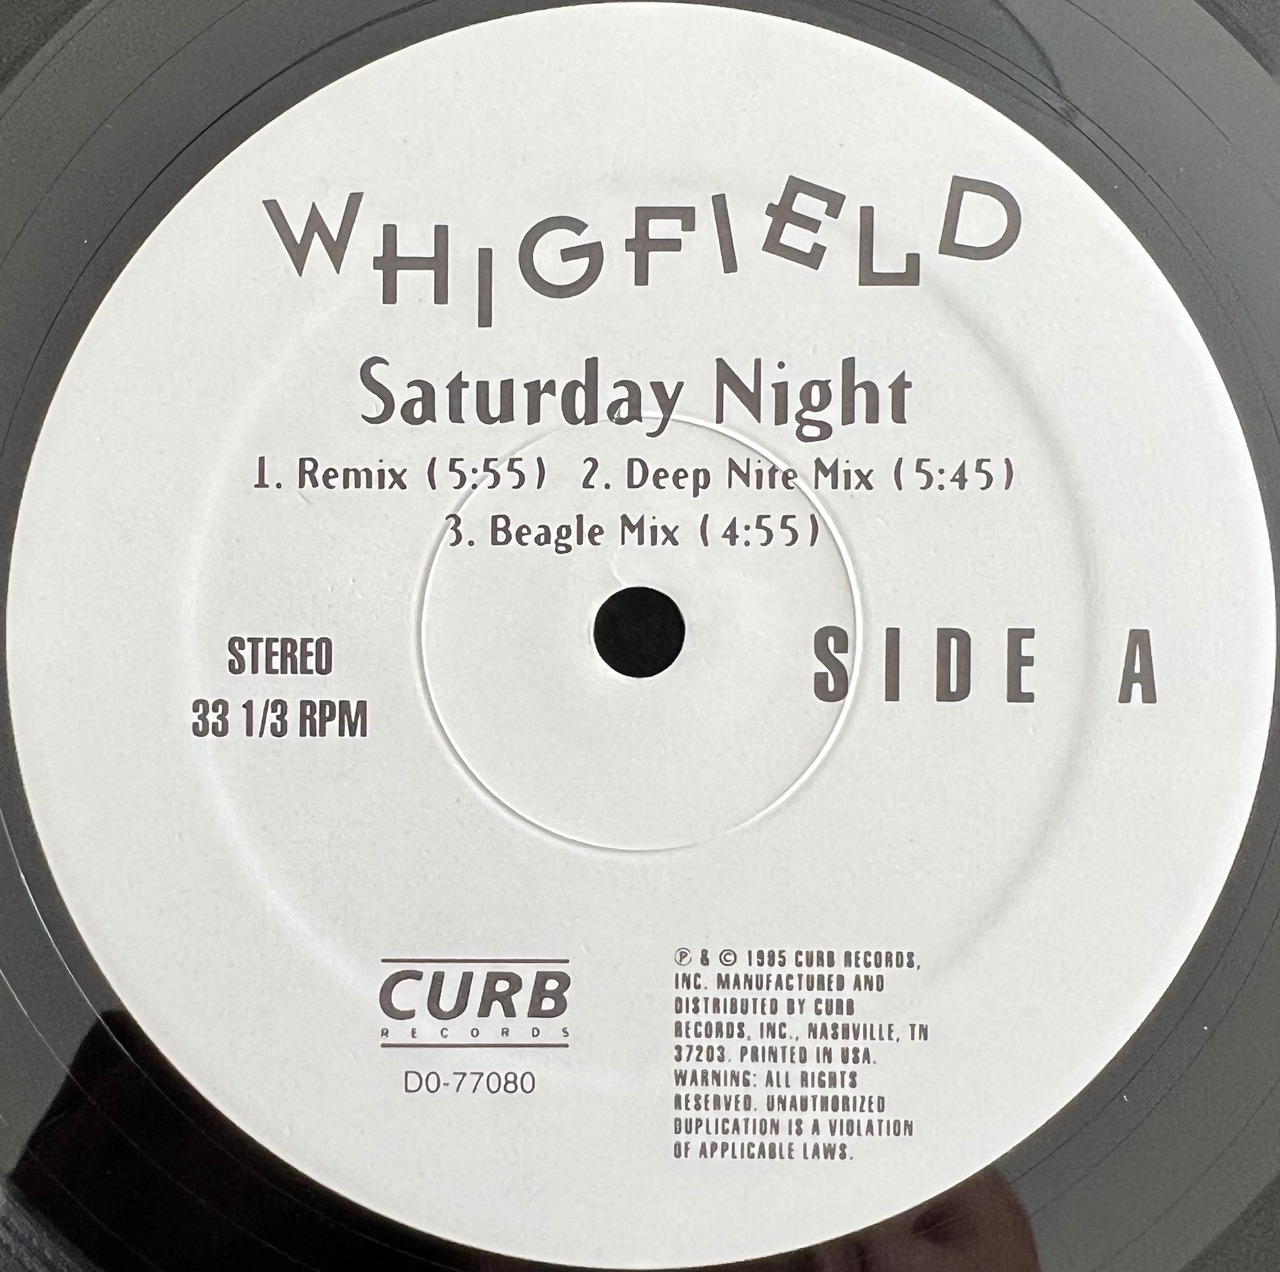 WHIGFIELD
Saturday Night
1. Remix (5:55) 2. Deep Nite Mix (5:45)
3. Beagle Mix (4:55)
STEREO
33 1/3 RPM
SIDE A
CURB
RECORDS
D0-77080
℗ & © 1995 CURB RECORDS,
INC. MANUFACTURED AND
DISTRIBUTED BY CURB
RECORDS, INC., NASHVILLE, TN
37203. PRINTED IN USA.
WARNING: ALL RIGHTS
RESERVED. UNAUTHORIZED
DUPLICATION IS A VIOLATION
OF APPLICABLE LAWS.